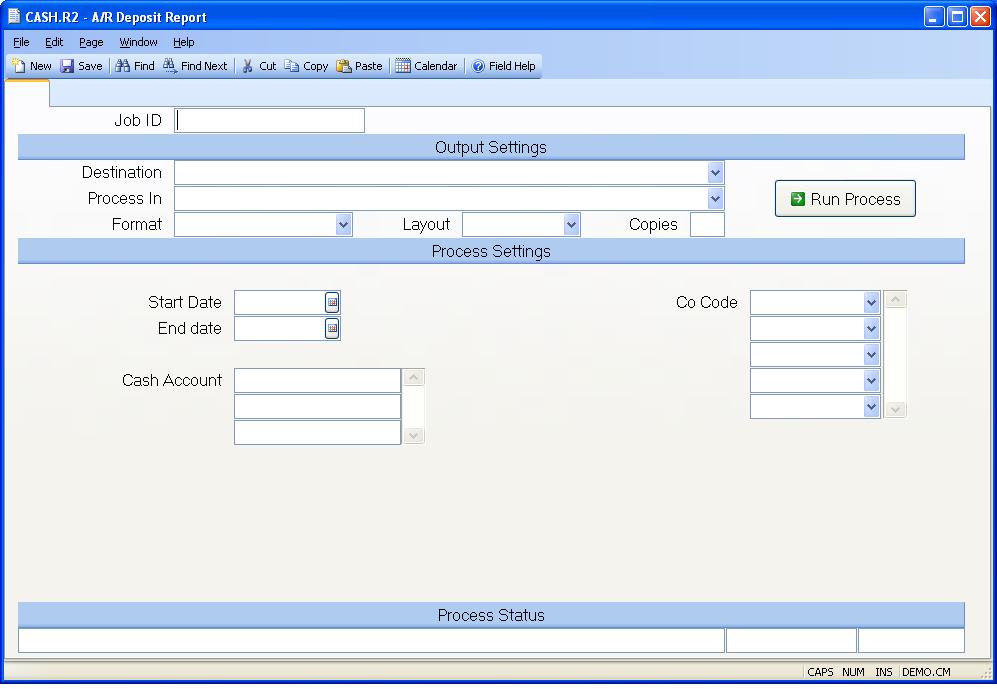 CASH.R2 - A/R Deposit Report
File Edit Page Window Help
New Save Find Find Next Cut Copy Paste Calendar Field Help
Job ID
Output Settings
Destination
Process In
Run Process
Format Layout Copies
Process Settings
Start Date Co Code
End date
Cash Account
Process Status
CAPS NUM INS DEMO.CM